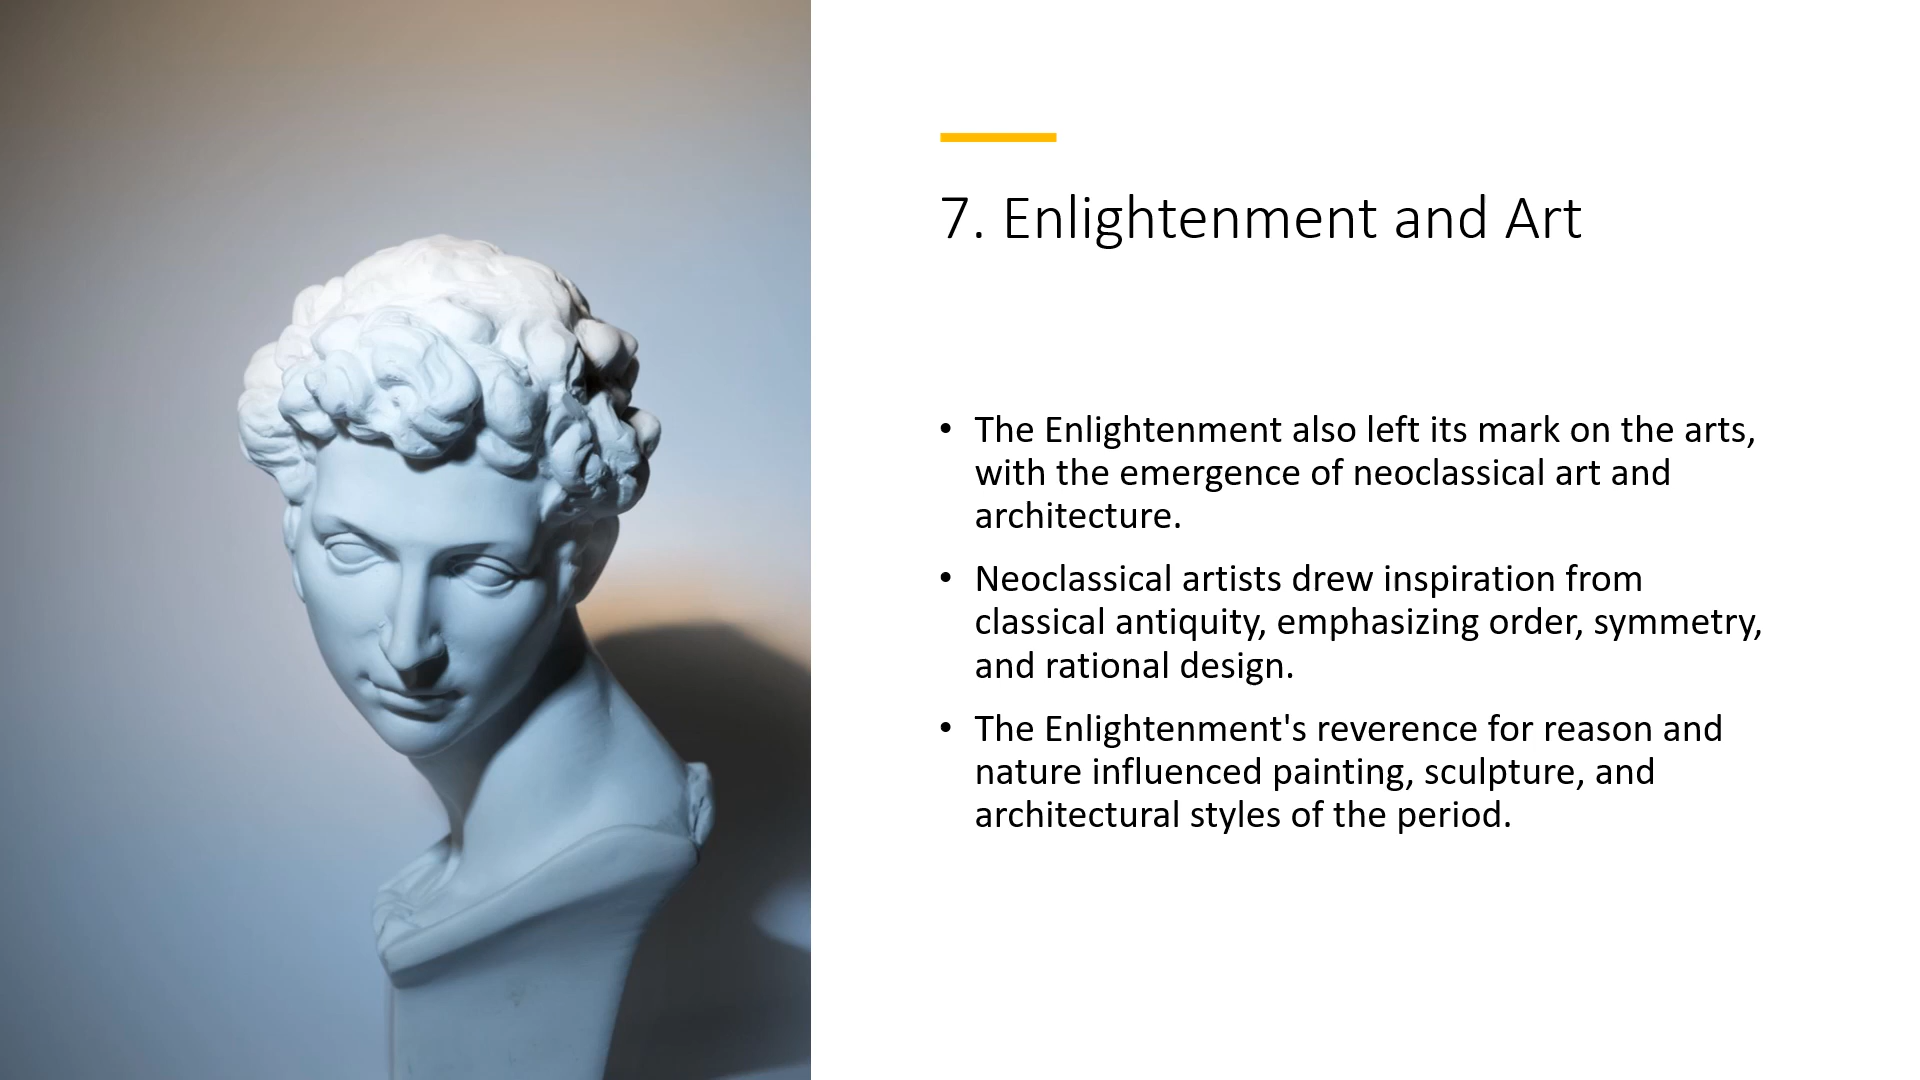 7. Enlightenment and Art
• The Enlightenment also left its mark on the arts,
with the emergence of neoclassical art and
architecture.
• Neoclassical artists drew inspiration from
classical antiquity, emphasizing order, symmetry,
and rational design.
• The Enlightenment's reverence for reason and
nature influenced painting, sculpture, and
architectural styles of the period.